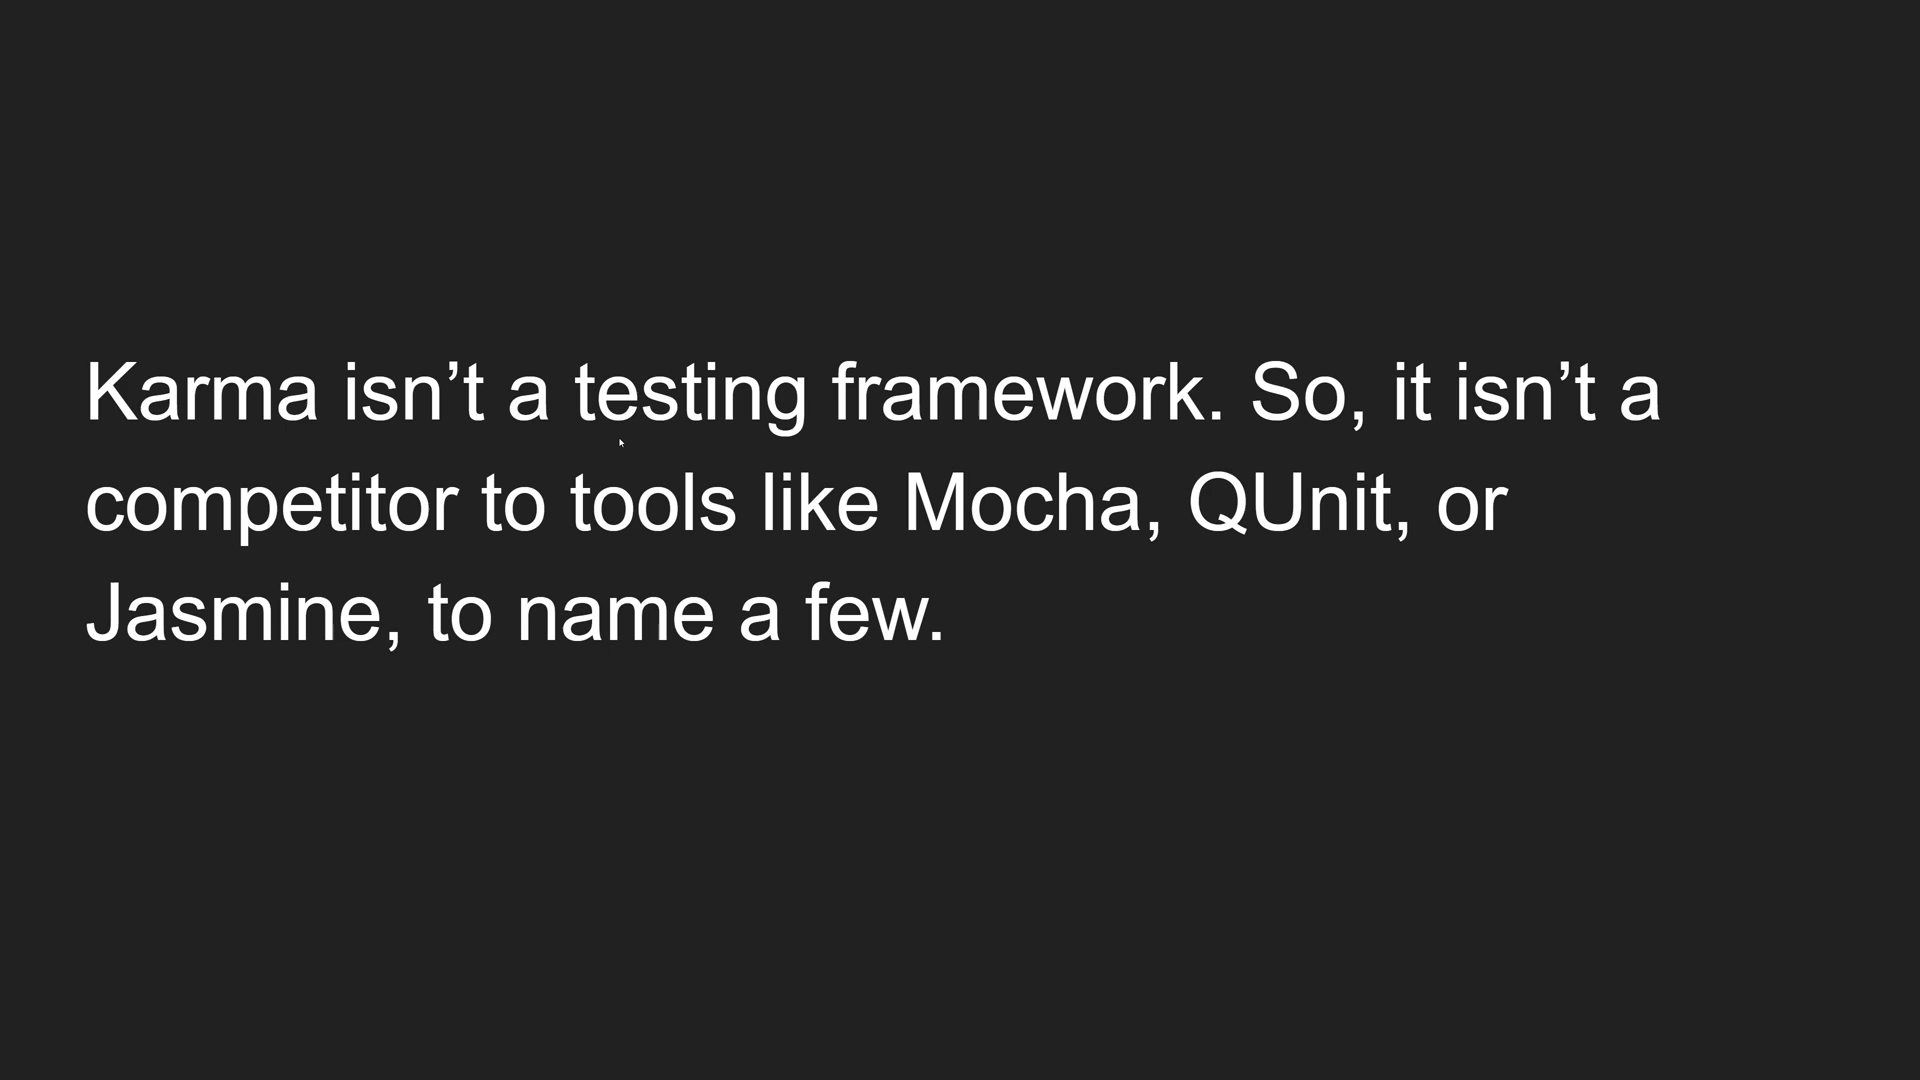 Karma isn’t a testing framework. So, it isn’t a
competitor to tools like Mocha, QUnit, or
Jasmine, to name a few.